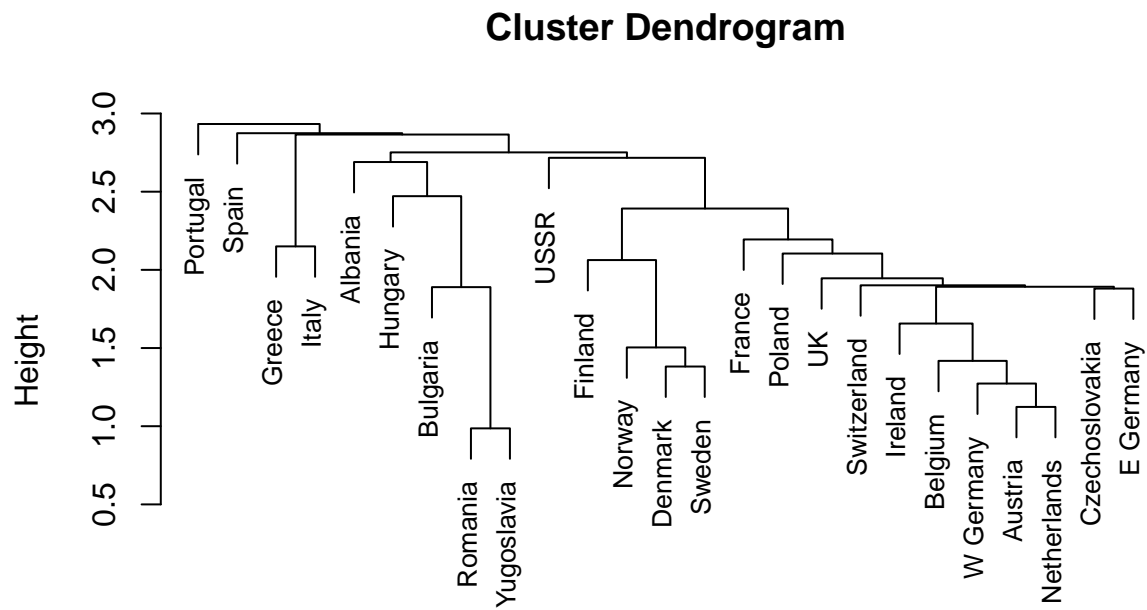 Cluster Dendrogram
Height
3.0
2.5
2.0
1.5
1.0
0.5
Portugal
Spain
Greece
Italy
Albania
Hungary
Bulgaria
Romania
Yugoslavia
USSR
Finland
Norway
Denmark
Sweden
France
Poland
UK
Switzerland
Ireland
Belgium
W Germany
Austria
Netherlands
Czechoslovakia
E Germany